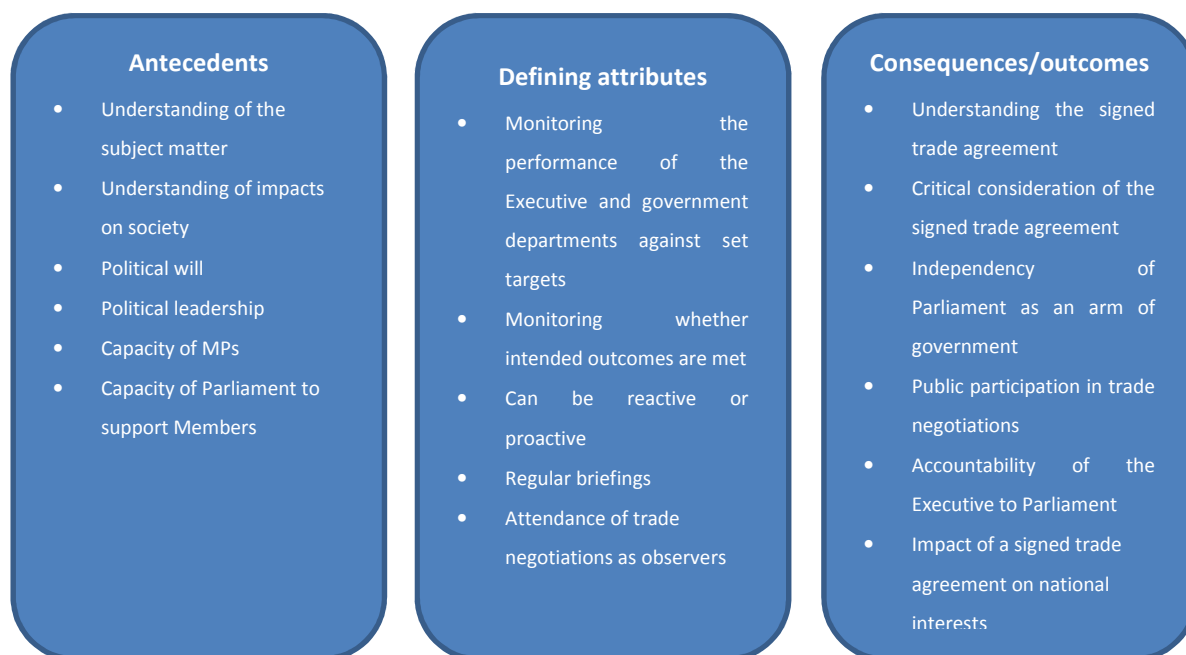 Antecedents
• Understanding of the
subject matter
• Understanding of impacts
on society
• Political will
• Political leadership
• Capacity of MPs
• Capacity of Parliament to
support Members
Defining attributes
• Monitoring the
performance of the
Executive and government
departments against set
targets
• Monitoring whether
intended outcomes are met
• Can be reactive or
proactive
• Regular briefings
• Attendance of trade
negotiations as observers
Consequences/outcomes
• Understanding the signed
trade agreement
• Critical consideration of the
signed trade agreement
• Independency of
Parliament as an arm of
government
• Public participation in trade
negotiations
• Accountability of the
Executive to Parliament
• Impact of a signed trade
agreement on national
interests